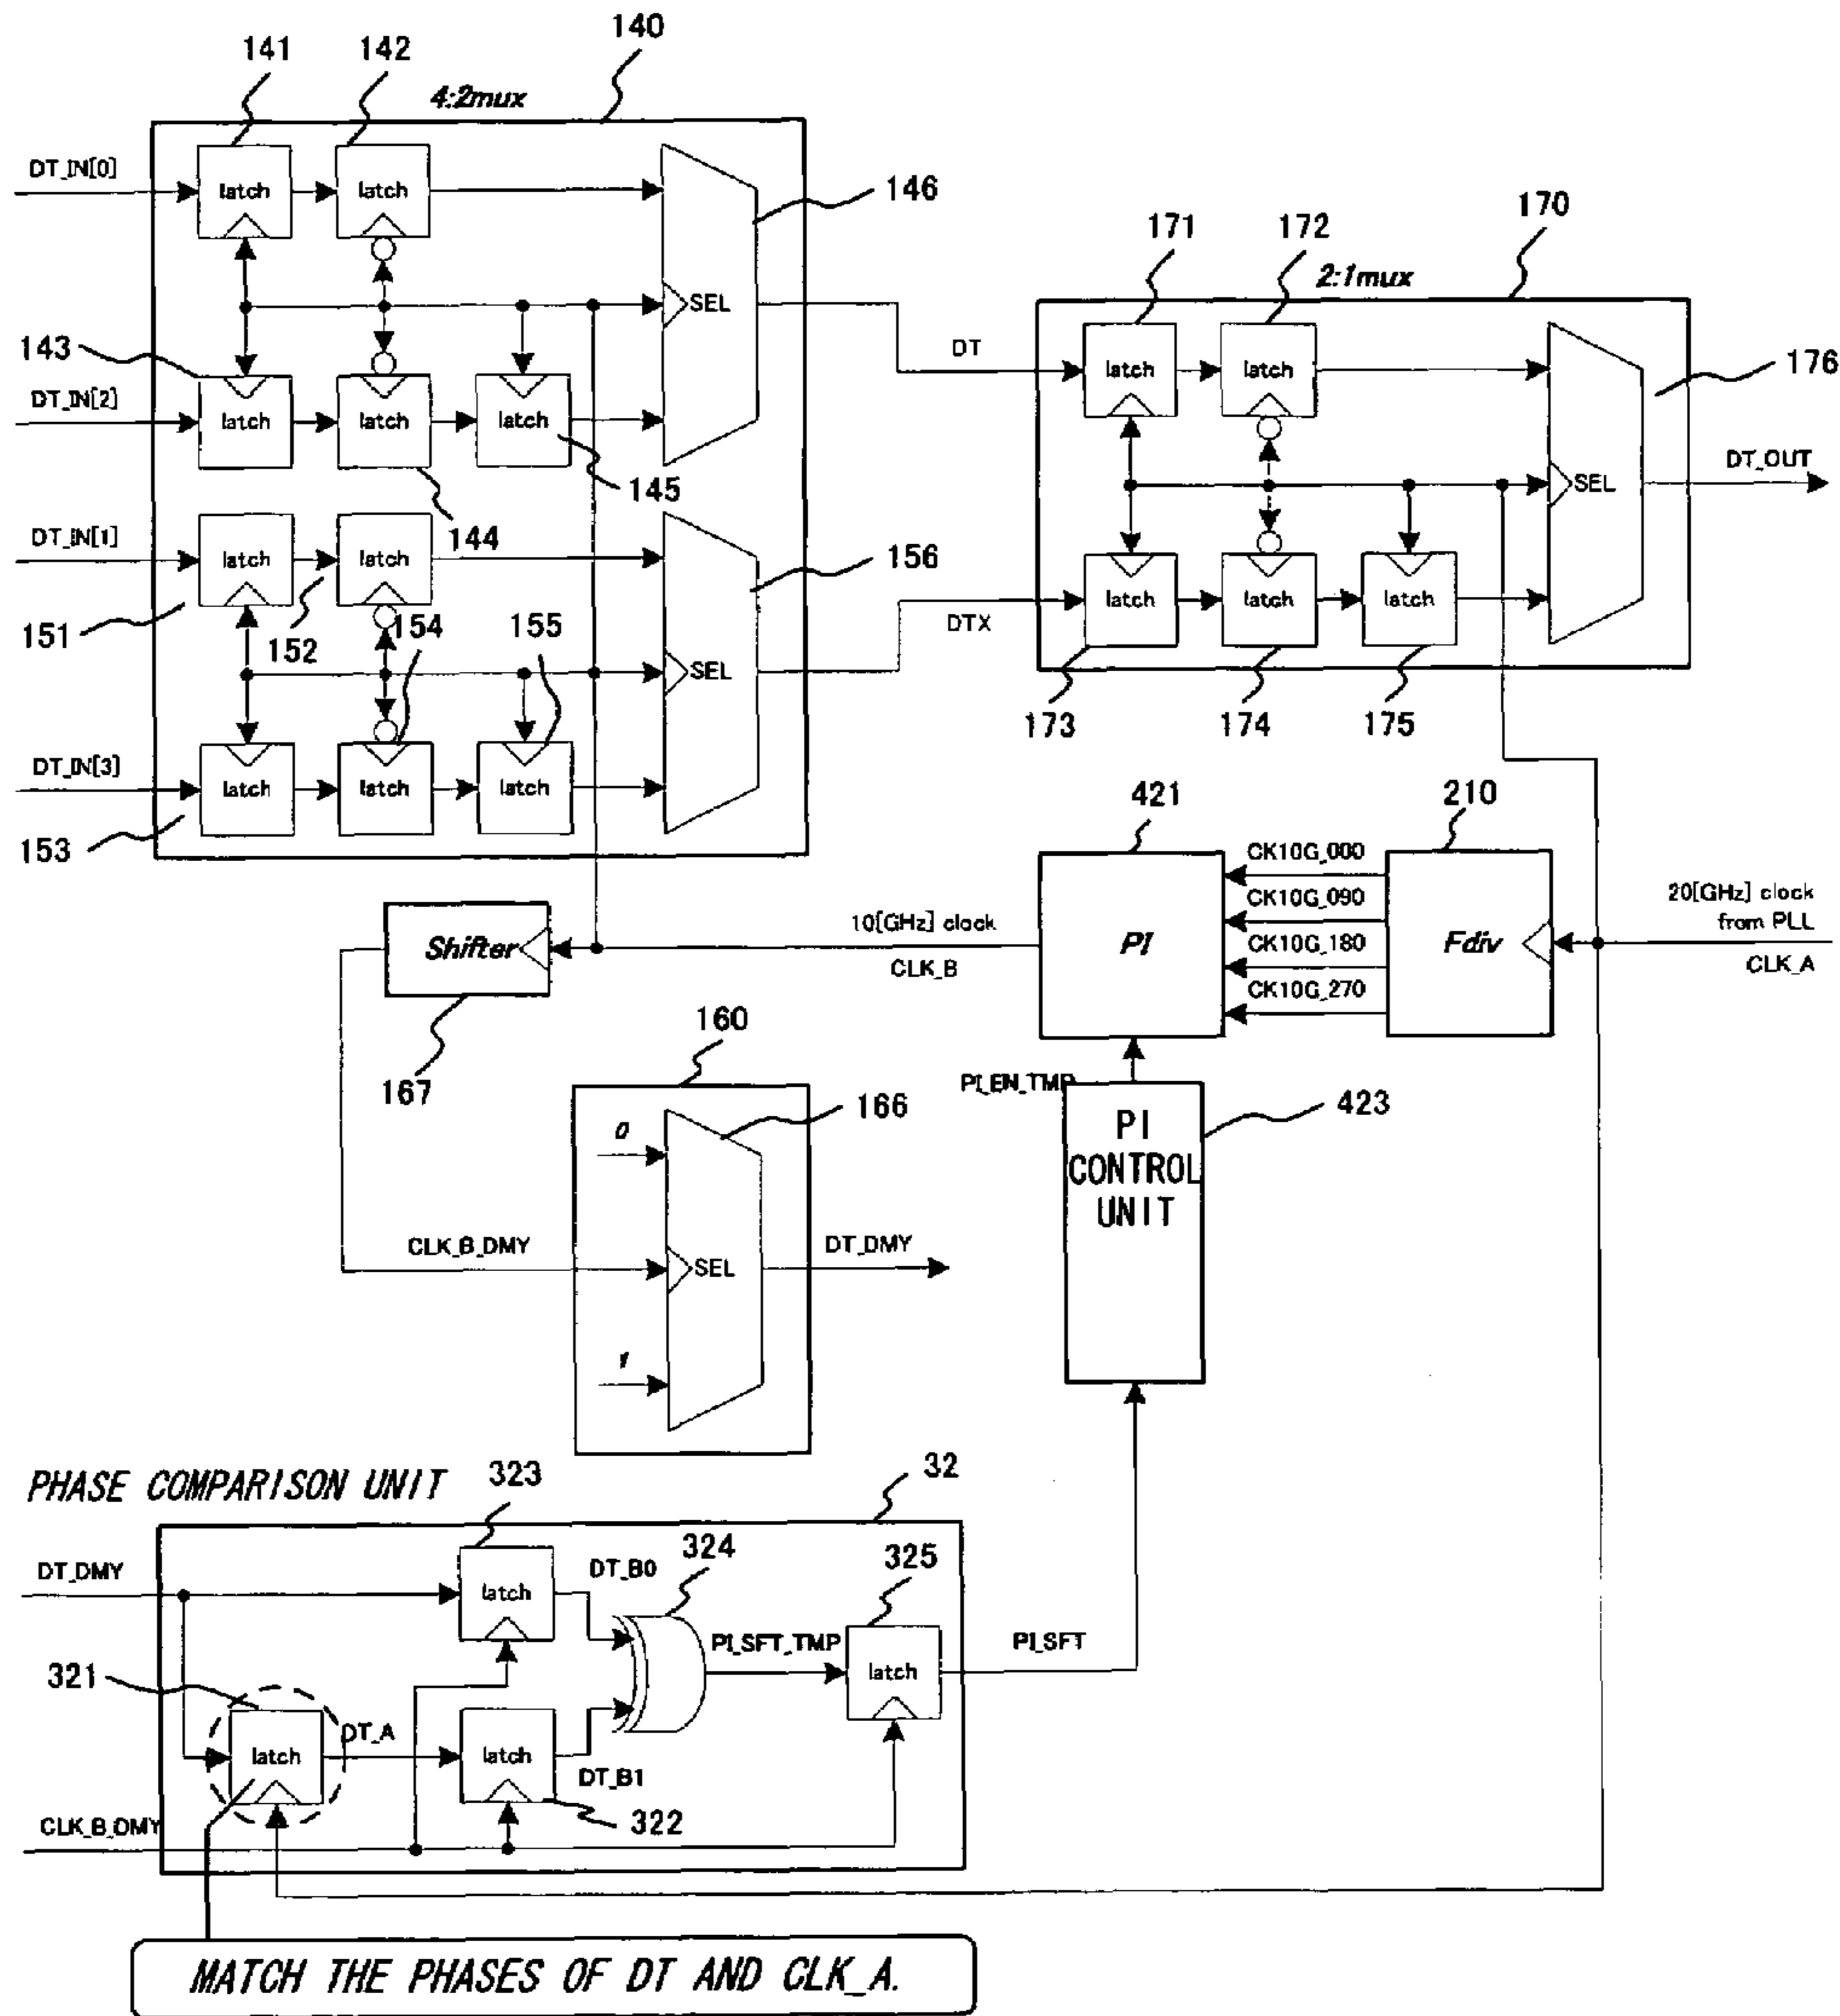 141
142
140
4:2mux
DT_IN[0]
latch
latch
146
SEL
143
DT_IN[2]
latch
latch
latch
145
144
DT_IN[1]
latch
latch
156
151
152
154
155
SEL
DT_IN[3]
latch
latch
latch
153
170
171
172
2:1mux
DT
latch
latch
176
SEL
DT_OUT
DTX
latch
latch
latch
173
174
175
421
210
CK10G_000
CK10G_090
CK10G_180
CK10G_270
PI
Fdiv
20[GHz] clock
from PLL
CLK_A
10[GHz] clock
CLK_B
Shifter
167
160
166
0
CLK_B_DMY
SEL
DT_DMY
1
PI_EN_TMP
423
PI
CONTROL
UNIT
PHASE COMPARISON UNIT
323
32
DT_DMY
latch
DT_B0
324
325
PI_SFT_TMP
latch
PI_SFT
321
latch
DT_A
latch
DT_B1
322
CLK_B_DMY
MATCH THE PHASES OF DT AND CLK_A.